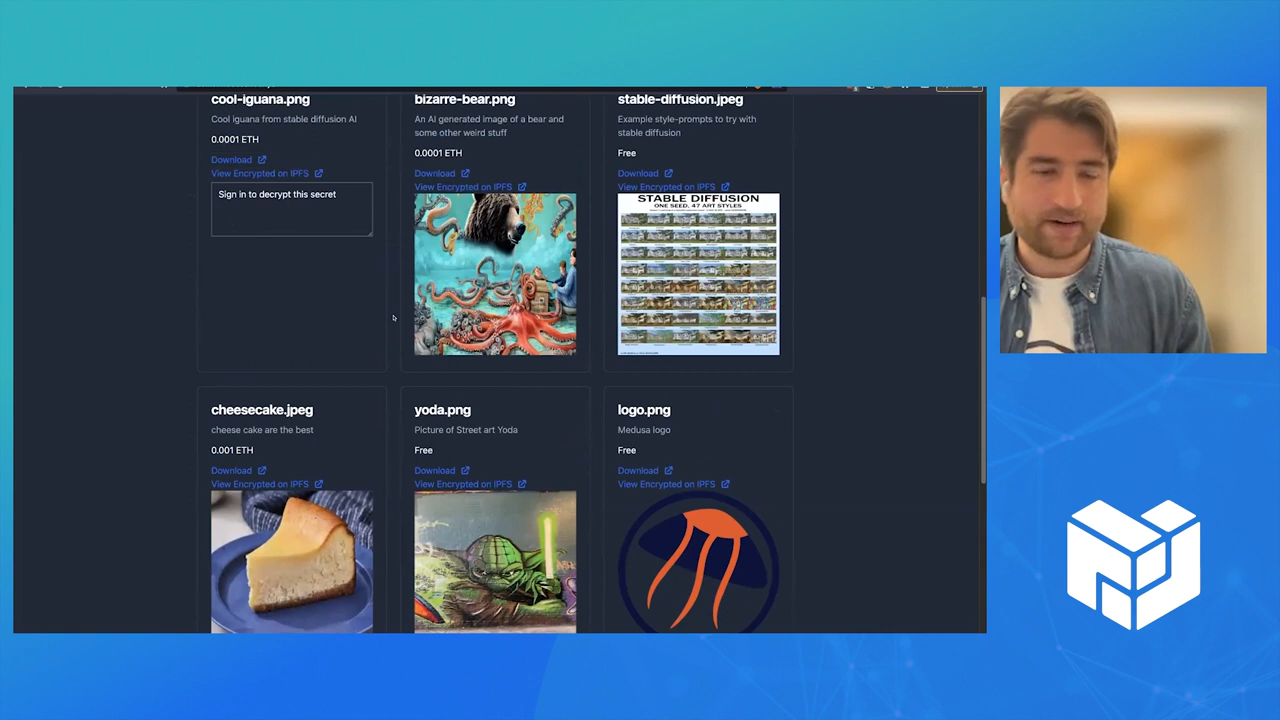 cool-iguana.png
Cool iguana from stable diffusion AI
0.0001 ETH
Download
View Encrypted on IPFS
Sign in to decrypt this secret
bizarre-bear.png
An AI generated image of a bear and
some other weird stuff
0.0001 ETH
Download
View Encrypted on IPFS
stable-diffusion.jpeg
Example style-prompts to try with
stable diffusion
Free
Download
View Encrypted on IPFS
STABLE DIFFUSION
ONE SEED, 47 ART STYLES
cheesecake.jpeg
cheese cake are the best
0.001 ETH
Download
View Encrypted on IPFS
yoda.png
Picture of Street art Yoda
Free
Download
View Encrypted on IPFS
logo.png
Medusa logo
Free
Download
View Encrypted on IPFS